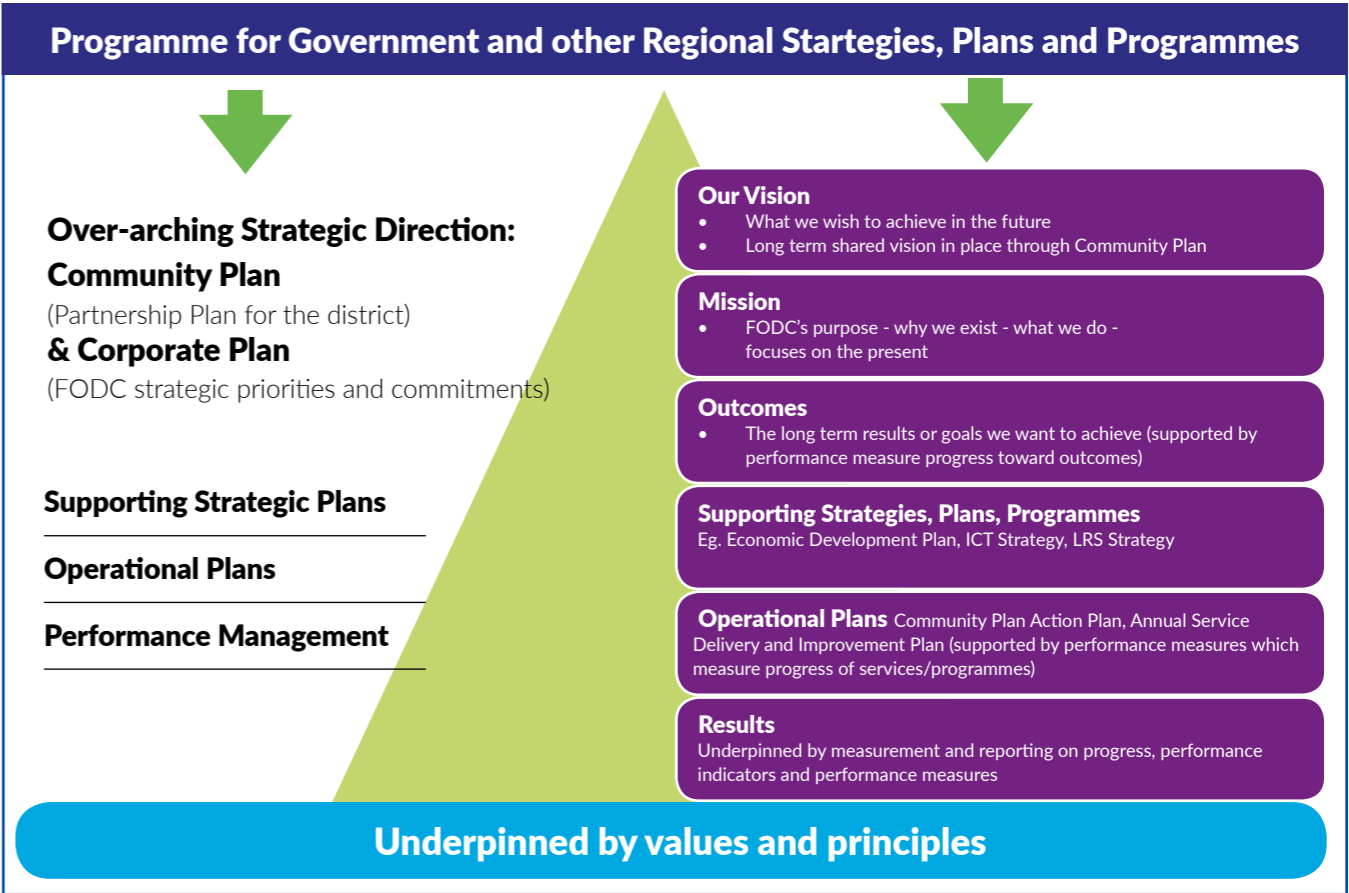 Programme for Government and other Regional Startegies, Plans and Programmes
Over-arching Strategic Direction:
Community Plan
(Partnership Plan for the district)
& Corporate Plan
(FODC strategic priorities and commitments)
Supporting Strategic Plans
Operational Plans
Performance Management
Our Vision
• What we wish to achieve in the future
• Long term shared vision in place through Community Plan
Mission
• FODC's purpose - why we exist - what we do -
focuses on the present
Outcomes
• The long term results or goals we want to achieve (supported by
performance measure progress toward outcomes)
Supporting Strategies, Plans, Programmes
Eg. Economic Development Plan, ICT Strategy, LRS Strategy
Operational Plans Community Plan Action Plan, Annual Service
Delivery and Improvement Plan (supported by performance measures which
measure progress of services/programmes)
Results
Underpinned by measurement and reporting on progress, performance
indicators and performance measures
Underpinned by values and principles